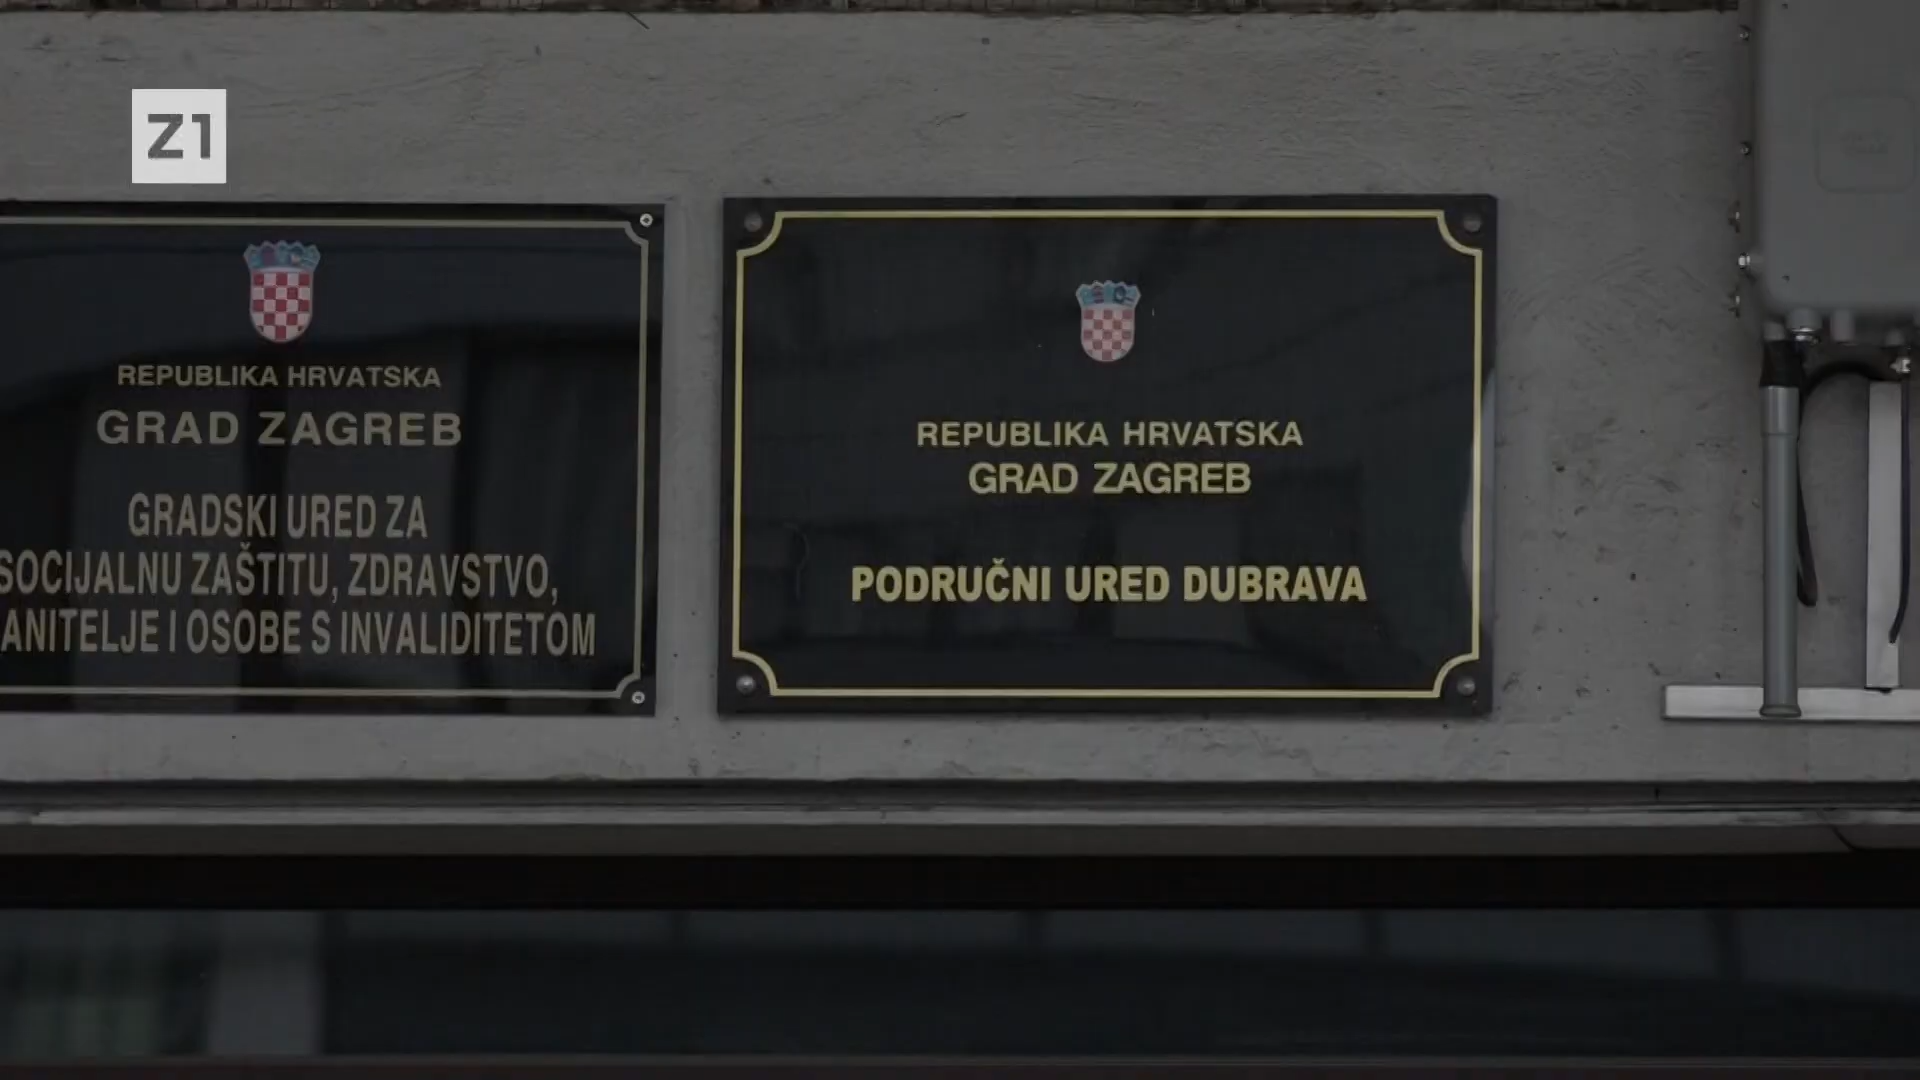 Z1
REPUBLIKA HRVATSKA
GRAD ZAGREB
GRADSKI URED ZA
SOCIJALNU ZAŠTITU, ZDRAVSTVO,
ANITELJE I OSOBE S INVALIDITETOM
REPUBLIKA HRVATSKA
GRAD ZAGREB
PODRUČNI URED DUBRAVA